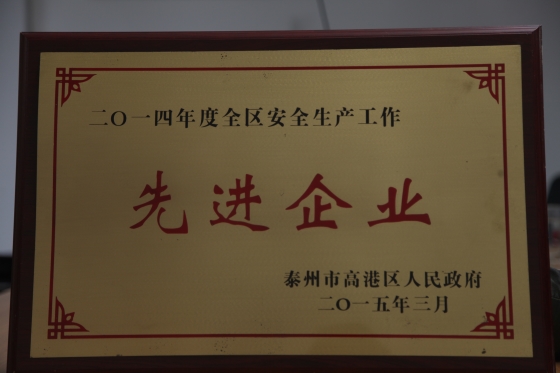 二〇一四年度全区安全生产工作
先进企业
泰州市高港区人民政府
二〇一五年三月